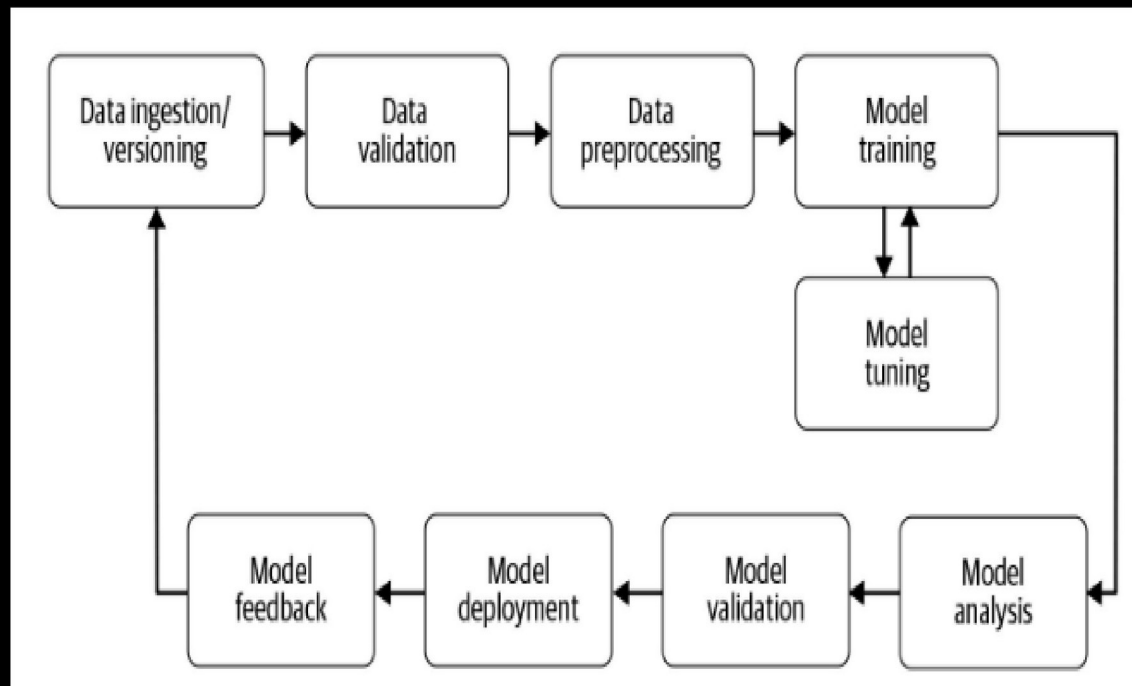 Data ingestion/
versioning
Data
validation
Data
preprocessing
Model
training
Model
tuning
Model
feedback
Model
deployment
Model
validation
Model
analysis